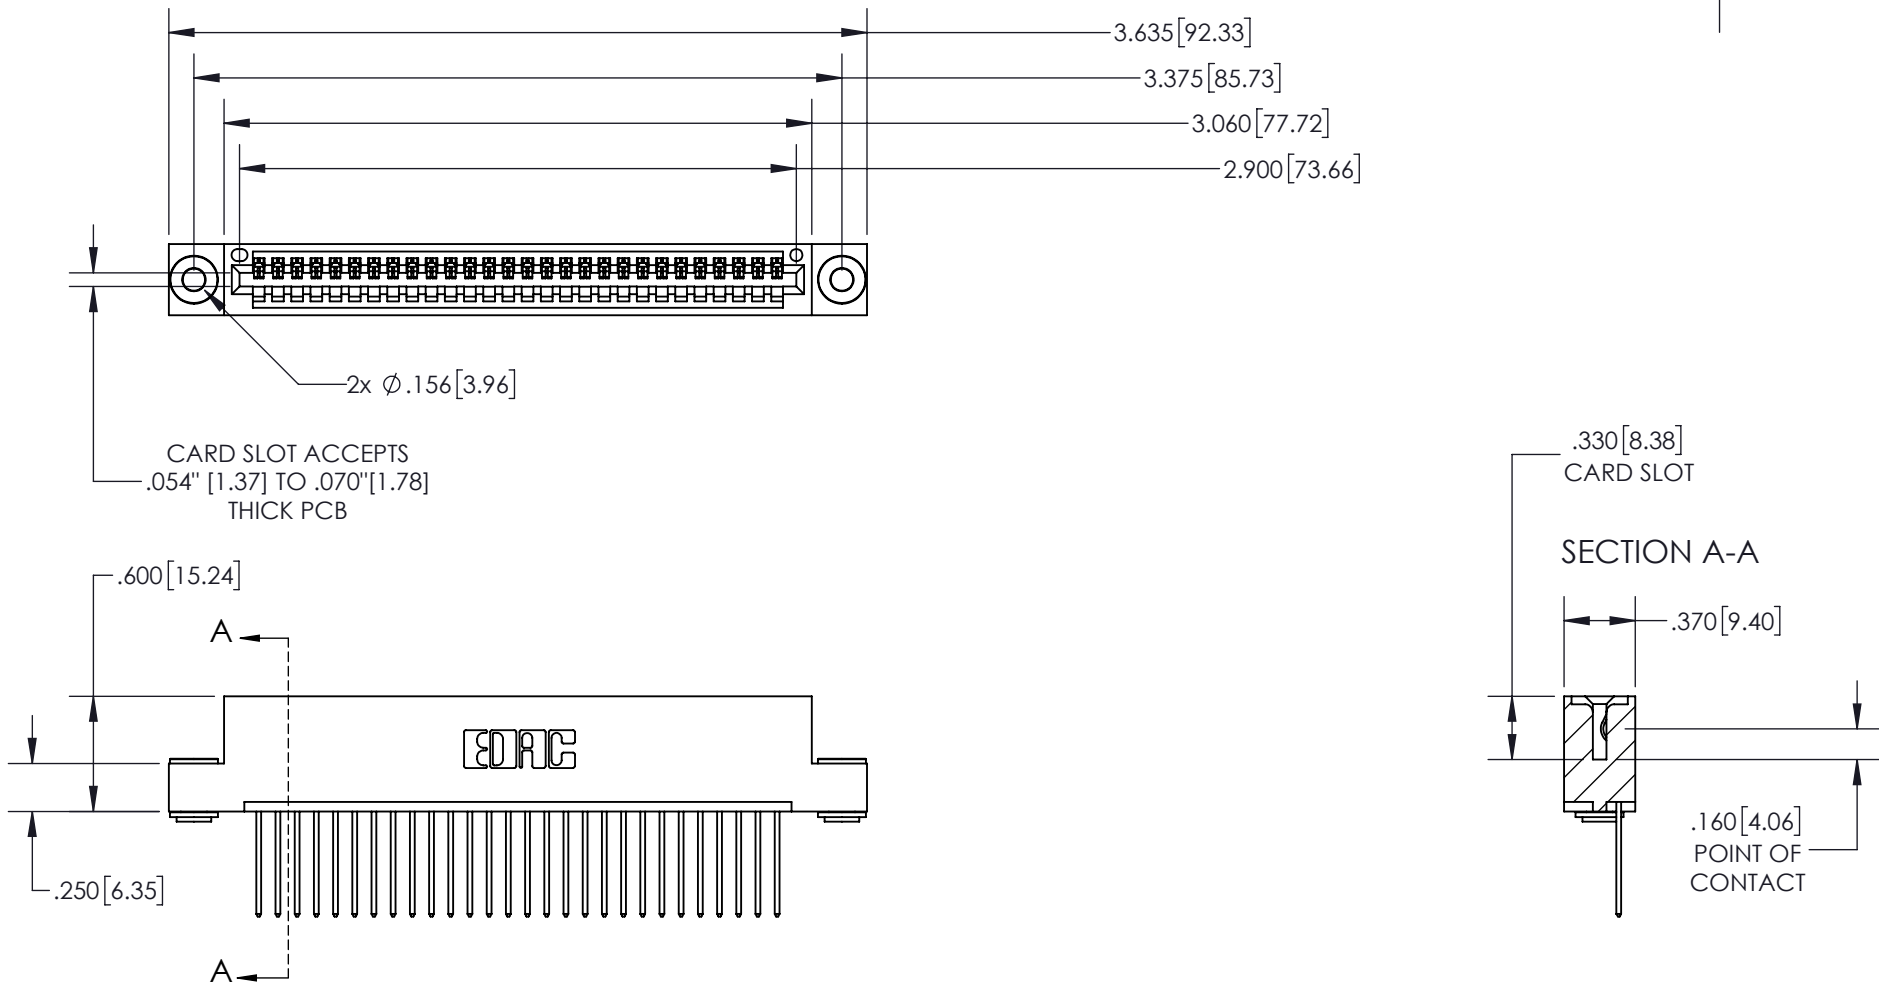 3.635[92.33]
3.375[85.73]
3.060[77.72]
2.900[73.66]
2x Ø.156[3.96]
CARD SLOT ACCEPTS
.054" [1.37] TO .070"[1.78]
THICK PCB
.330[8.38]
CARD SLOT
SECTION A-A
.600[15.24]
.370[9.40]
A
EDAC
.160[4.06]
POINT OF
CONTACT
.250[6.35]
A